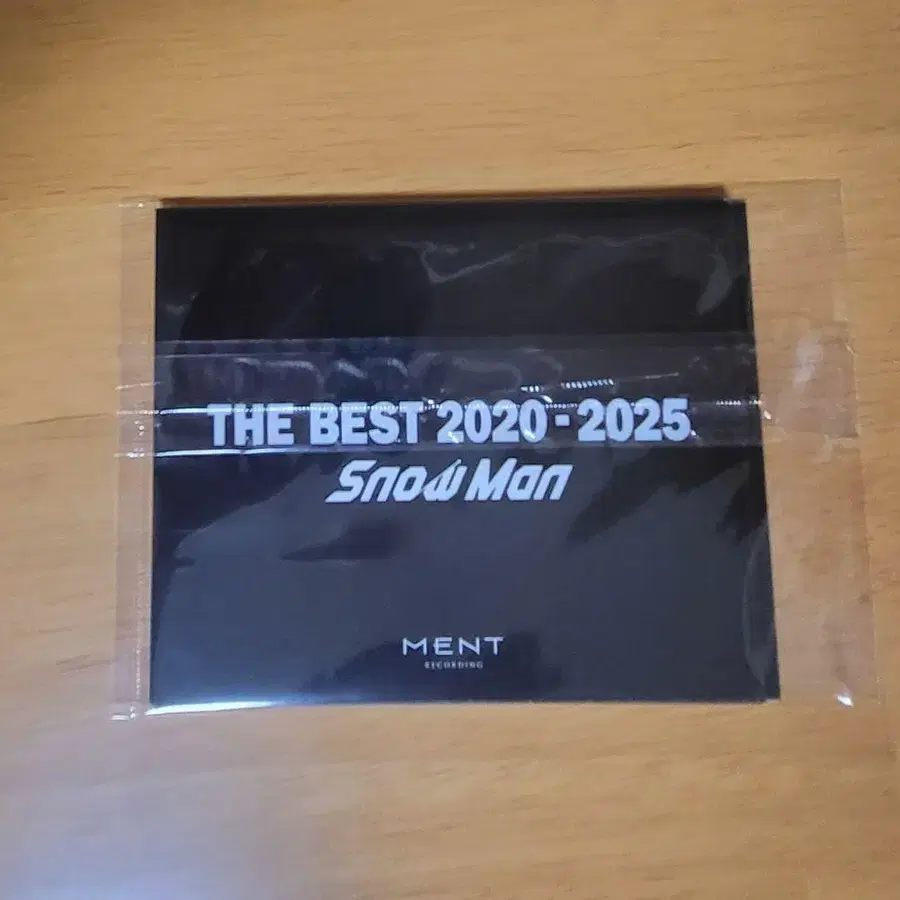 THE BEST 2020-2025
Snow Man
MENT
RECORDING